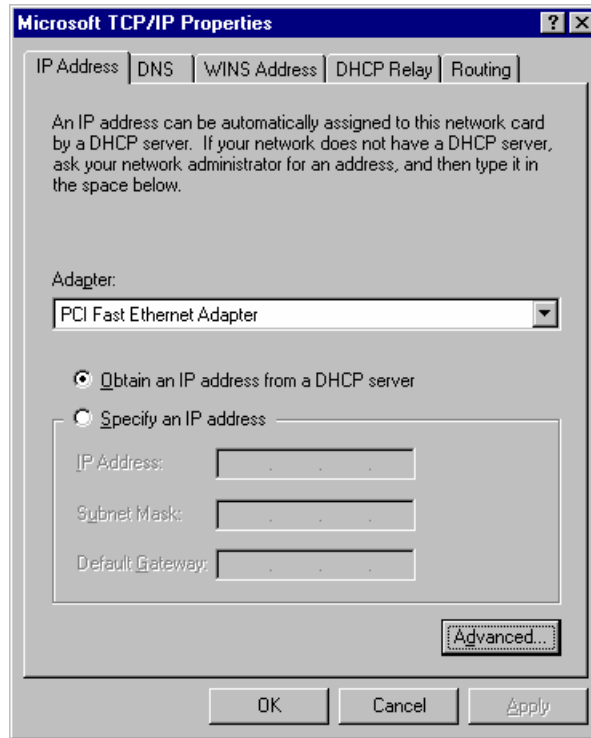 Microsoft TCP/IP Properties
IP Address DNS WINS Address DHCP Relay Routing
An IP address can be automatically assigned to this network card
by a DHCP server. If your network does not have a DHCP server,
ask your network administrator for an address, and then type it in
the space below.
Adapter:
PCI Fast Ethernet Adapter
Obtain an IP address from a DHCP server
Specify an IP address
IP Address:
Subnet Mask:
Default Gateway:
Advanced...
OK Cancel Apply